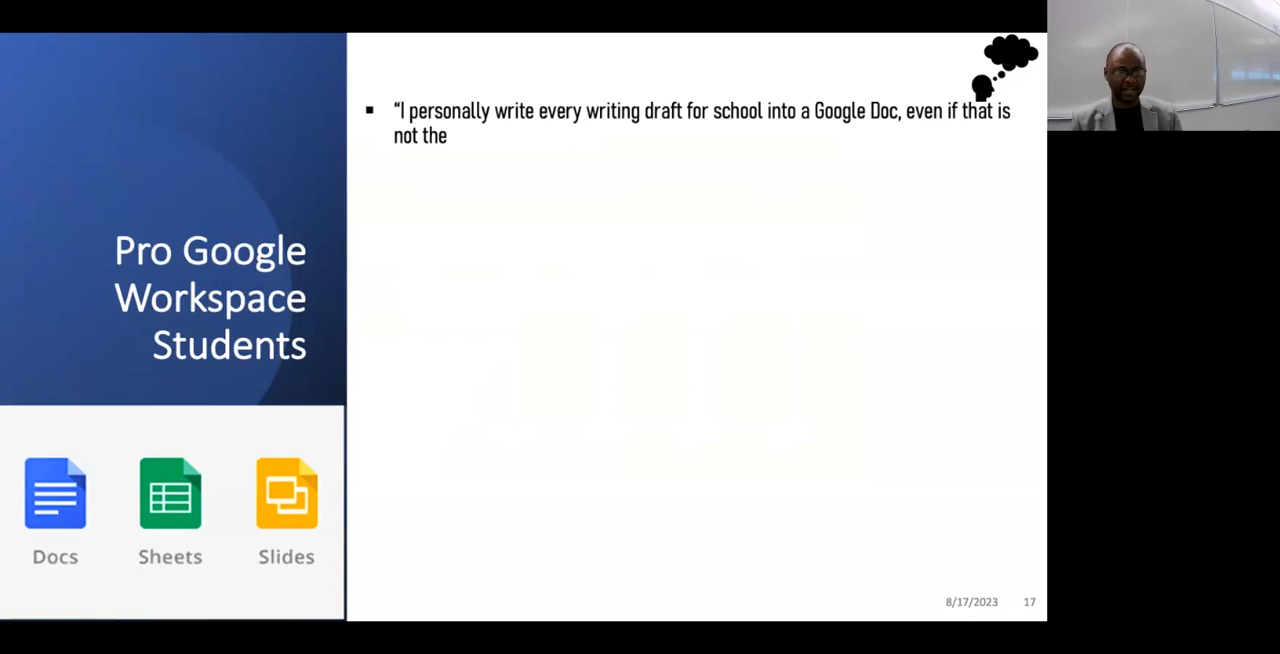 ▪ “I personally write every writing draft for school into a Google Doc, even if that is
not the
Pro Google
Workspace
Students
Docs Sheets Slides
8/17/2023 17